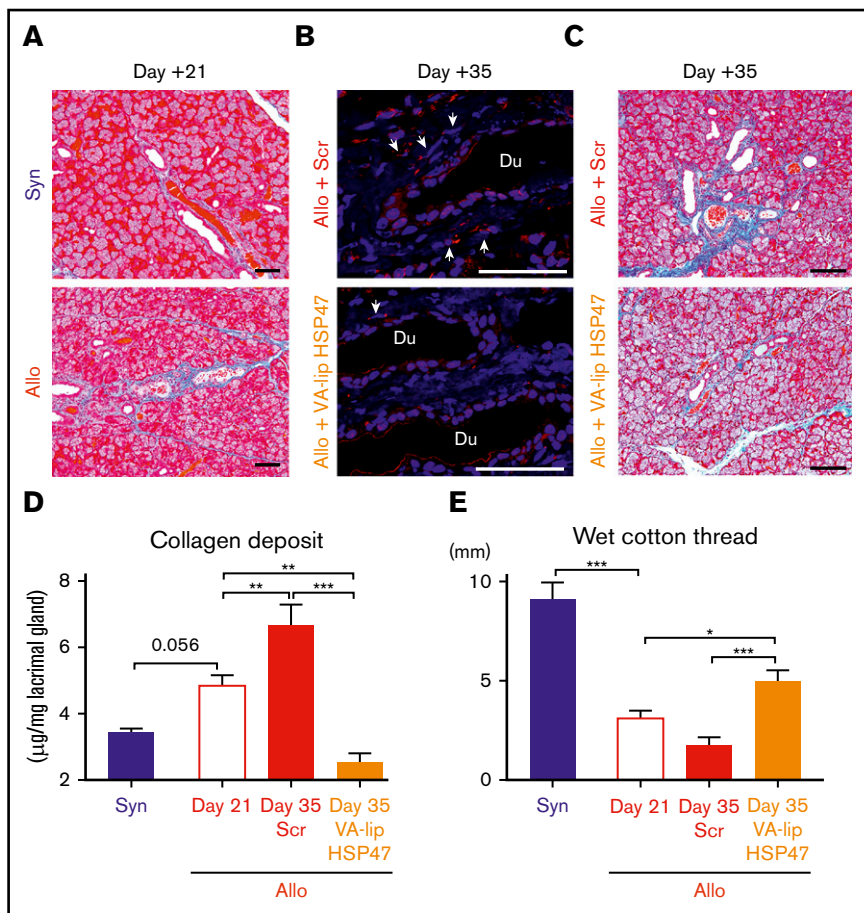 A
B
C
Day +21
Day +35
Day +35
Syn
Allo + Scr
Du
Allo + Scr
Allo
Allo + VA-lip HSP47
Du
Du
Allo + VA-lip HSP47
D
E
Collagen deposit
Wet cotton thread
(mm)
(µg/mg lacrimal gland)
8
6
4
2
0.056
**
**
***
Syn
Day 21
Day 35
Scr
Day 35
VA-lip
HSP47
Allo
10
5
0
***
*
***
Syn
Day 21
Day 35
Scr
Day 35
VA-lip
HSP47
Allo